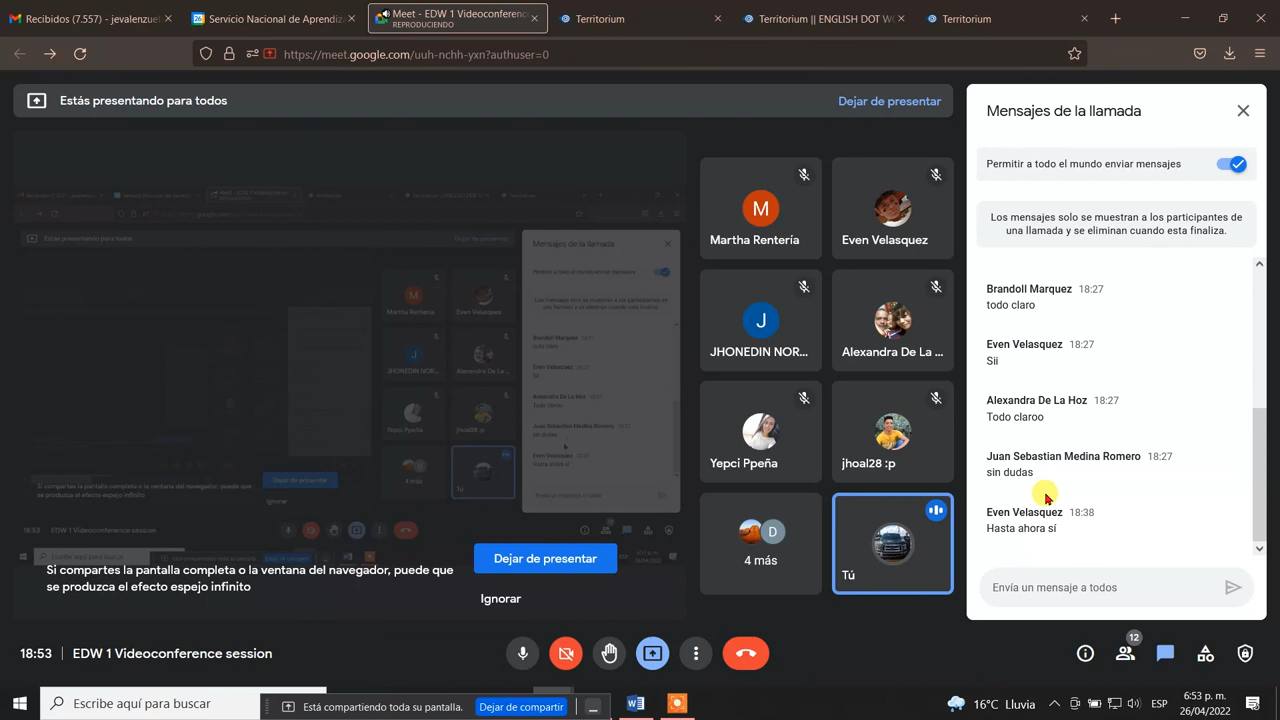 Recibidos (7.557) - jevalenzuel
Servicio Nacional de Aprendiza
Meet - EDW 1 Videoconferenc
REPRODUCIENDO
Territorium
Territorium || ENGLISH DOT WO
Territorium
https://meet.google.com/uuh-nchh-yxn?authuser=0
Estás presentando para todos
Dejar de presentar
Mensajes de la llamada
Permitir a todo el mundo enviar mensajes
Los mensajes solo se muestran a los participantes de
una llamada y se eliminan cuando esta finaliza.
Brandoll Marquez 18:27
todo claro
Even Velasquez 18:27
Sii
Alexandra De La Hoz 18:27
Todo claroo
Juan Sebastian Medina Romero 18:27
sin dudas
Even Velasquez 18:38
Hasta ahora sí
Envía un mensaje a todos
M
Martha Rentería
Even Velasquez
J
JHONEDIN NOR...
Alexandra De La ...
Yepci Ppeña
jhoal28 :p
D
4 más
Tú
Si compartes la pantalla completa o la ventana del navegador, puede que
se produzca el efecto espejo infinito
Dejar de presentar
Ignorar
18:53 EDW 1 Videoconference session
12
Escribe aquí para buscar
Está compartiendo toda su pantalla.
Dejar de compartir
16°C Lluvia
ESP
6:53 p. m.
26/04/2022